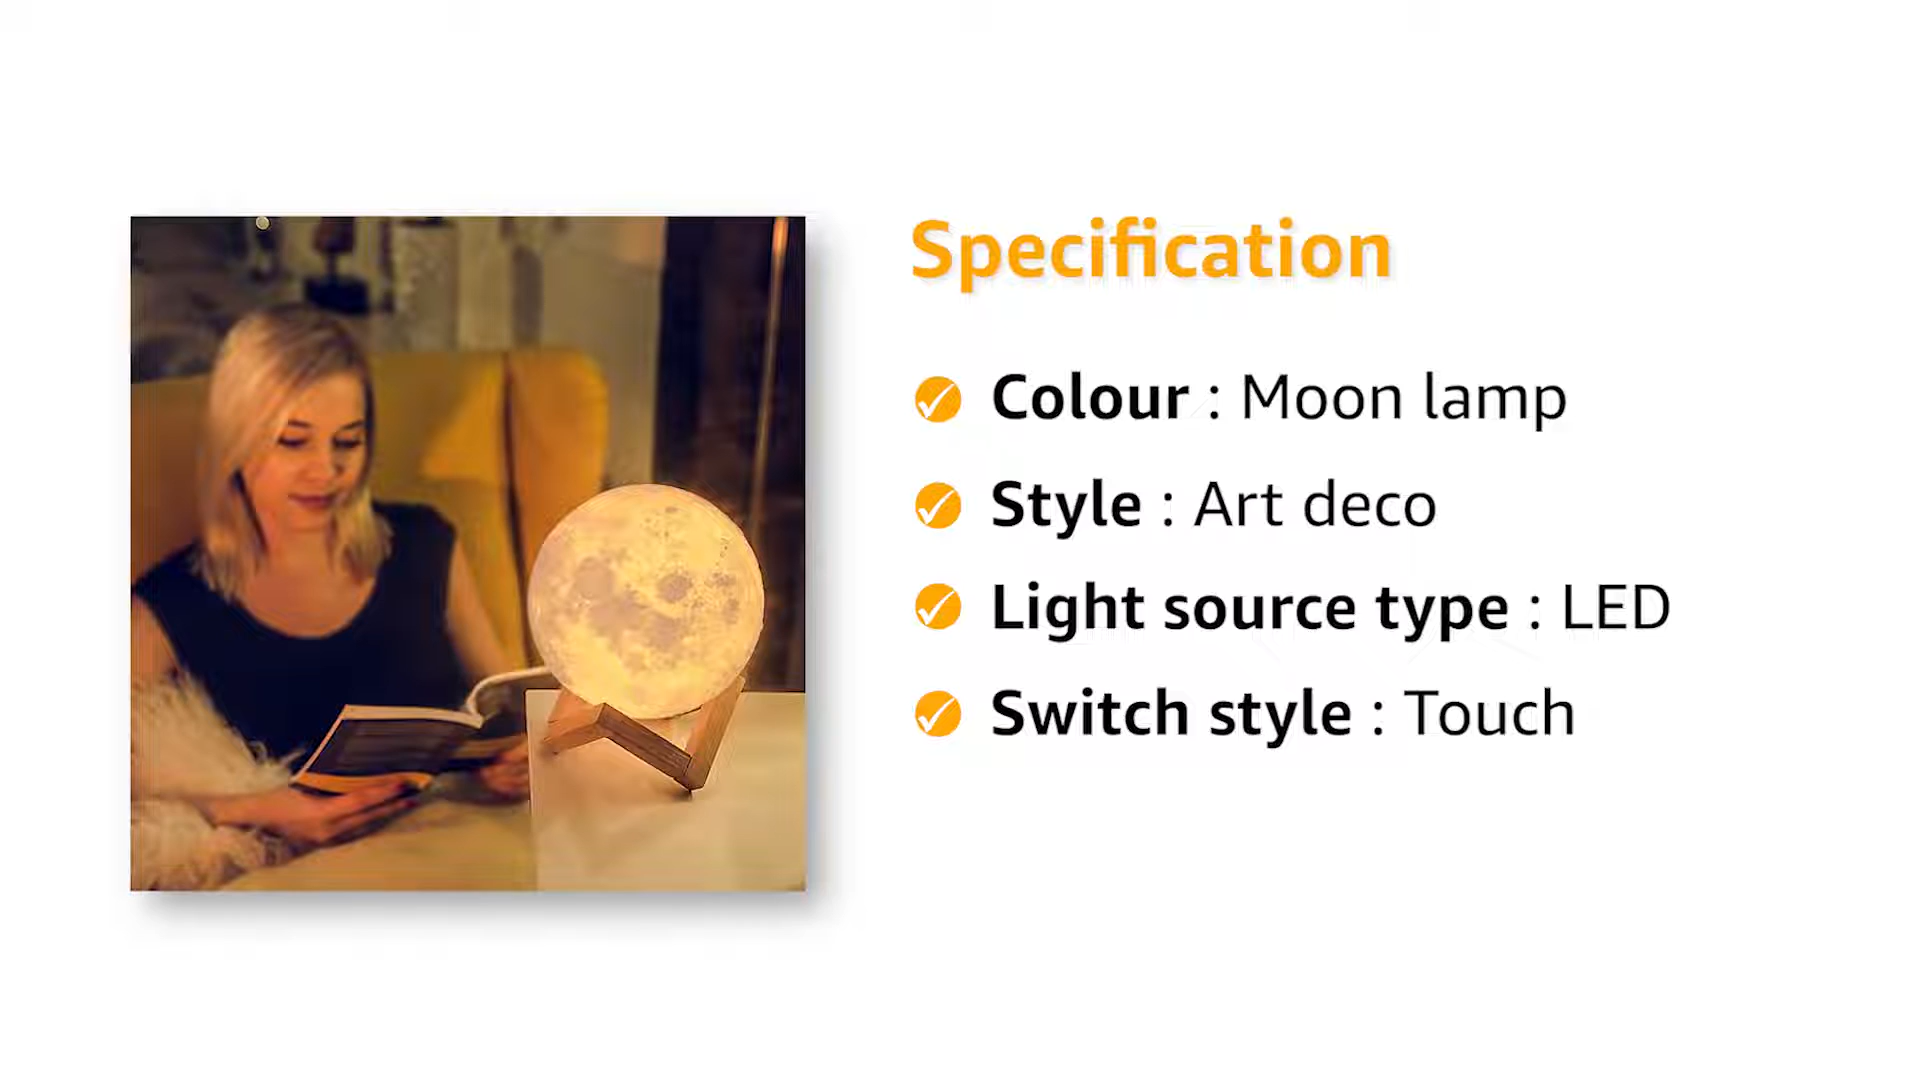 Specification
Colour : Moon lamp
Style : Art deco
Light source type : LED
Switch style : Touch